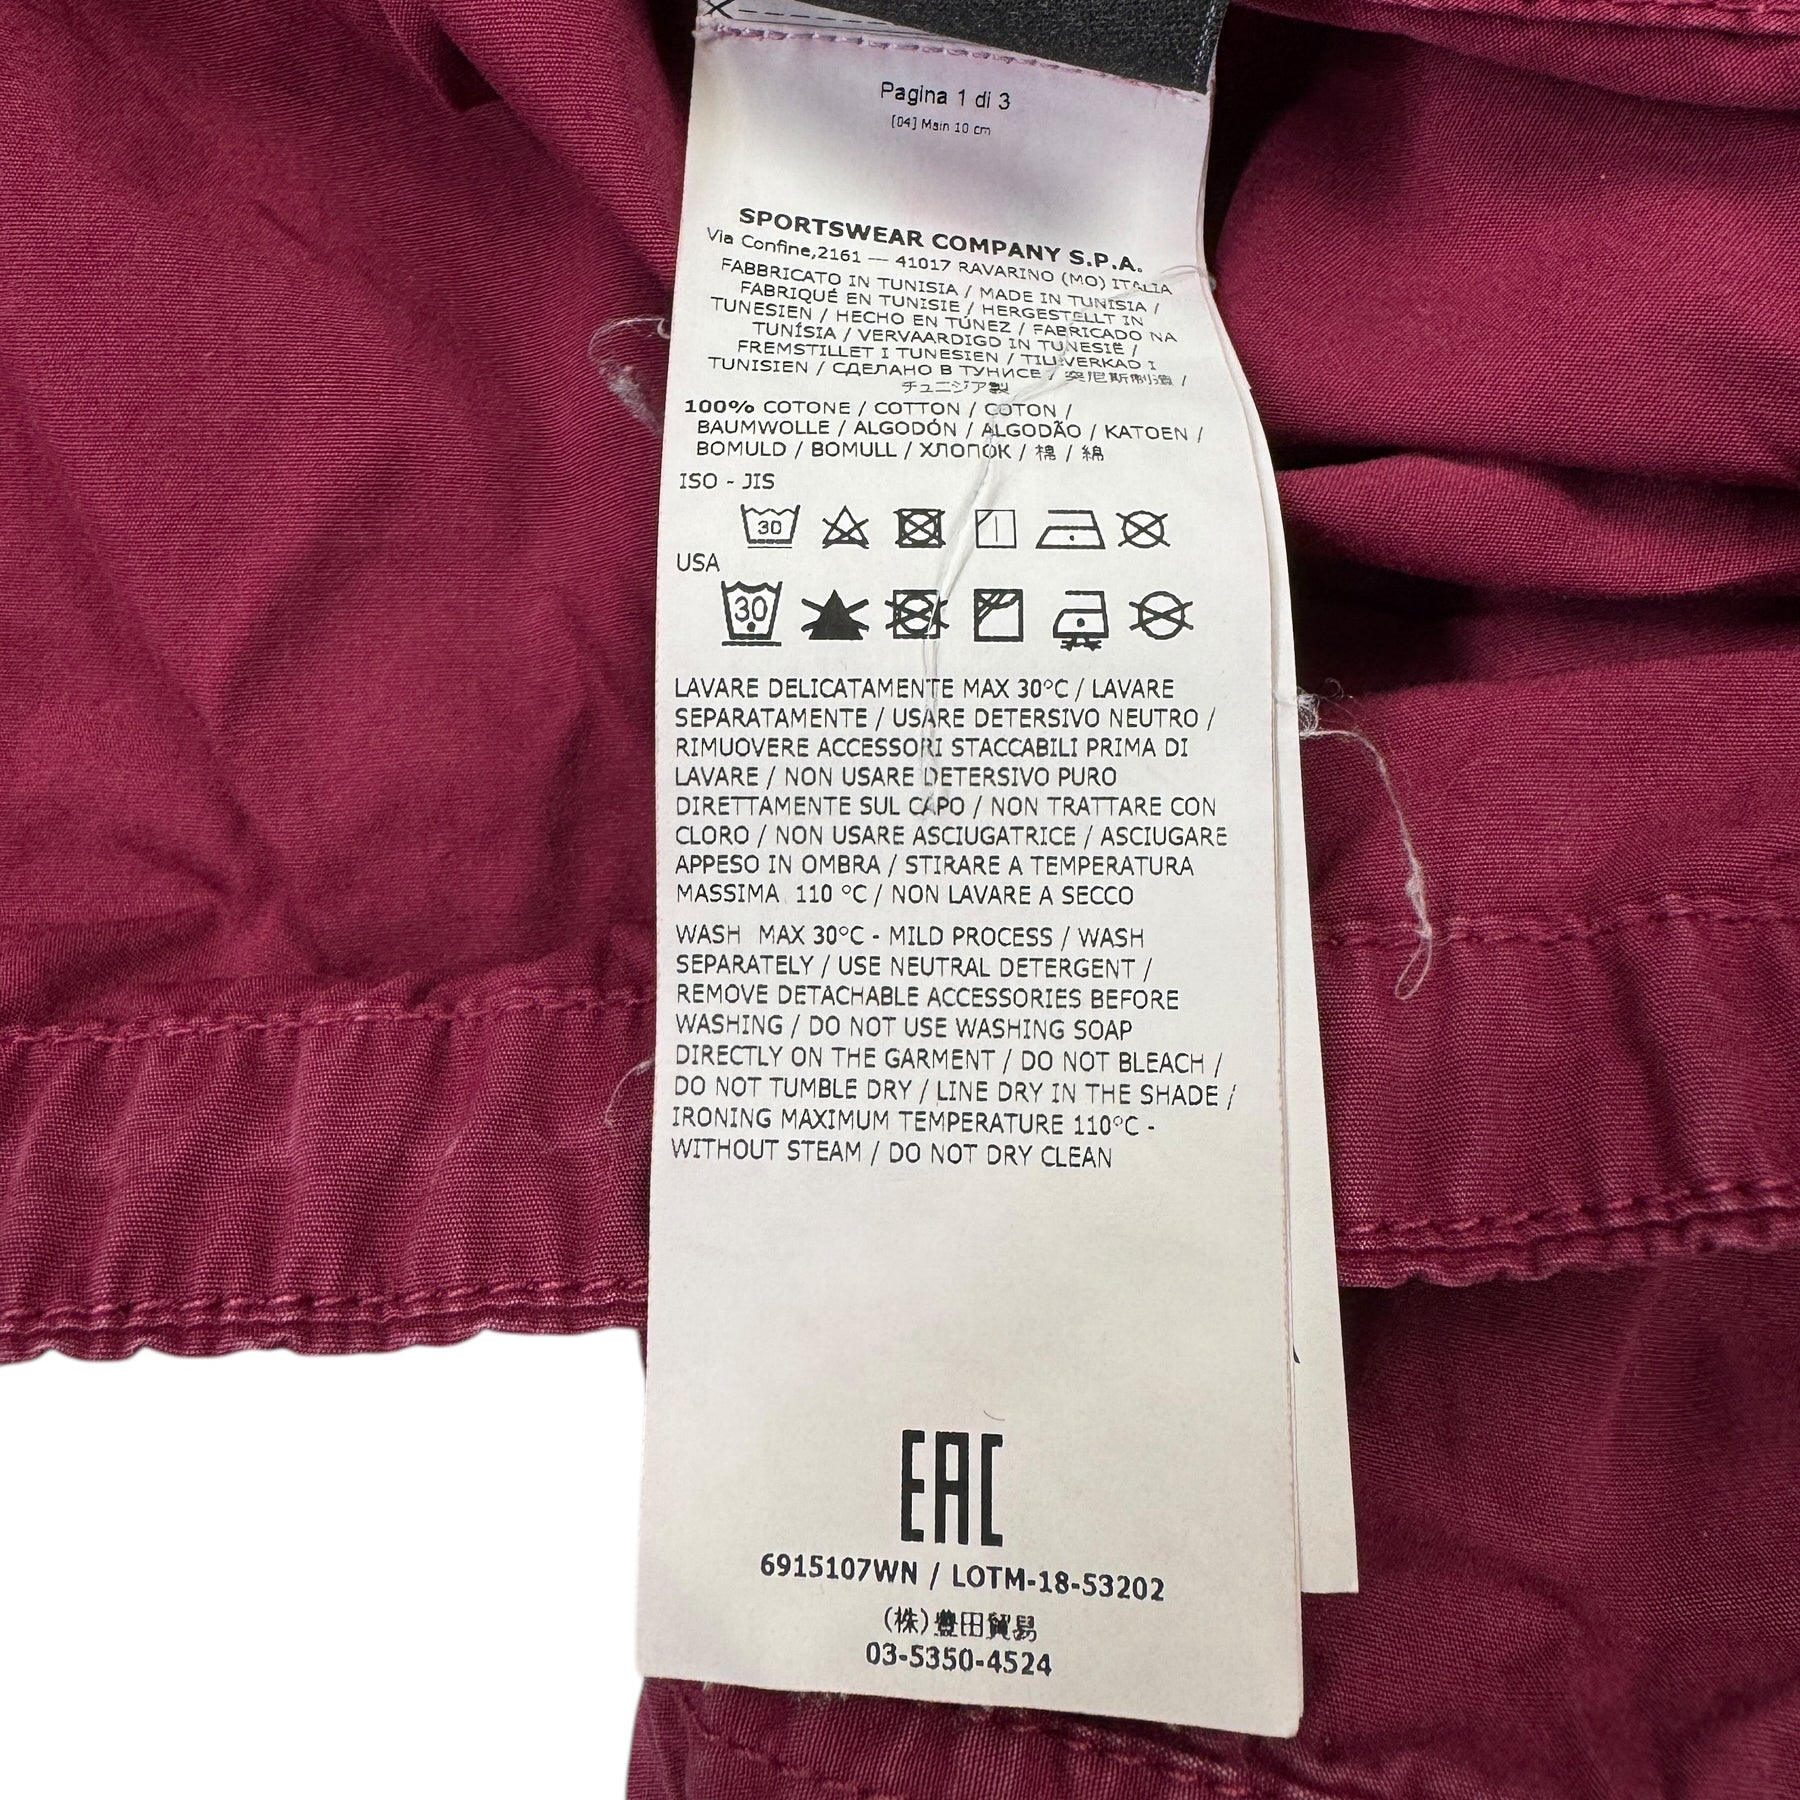 Pagina 1 di 3
[04] Main 10 cm
SPORTSWEAR COMPANY S.P.A.
Via Confine,2161 — 41017 RAVARINO (MO) ITALIA
FABBRICATO IN TUNISIA / MADE IN TUNISIA /
FABRIQUÉ EN TUNISIE / HERGESTELLT IN
TUNESIEN / HECHO EN TÚNEZ / FABRICADO NA
TUNÍSIA / VERVAARDIGD IN TUNESIË /
FREMSTILLET I TUNESIEN / TILLVERKAD I
TUNISIEN / СДЕЛАНО В ТУНИСЕ / 突尼斯制造 /
チュニジア製
100% COTONE / COTTON / COTON /
BAUMWOLLE / ALGODÓN / ALGODÃO / KATOEN /
BOMULD / BOMULL / ХЛОПОК / 棉 / 綿
ISO - JIS
30
USA
30
LAVARE DELICATAMENTE MAX 30°C / LAVARE
SEPARATAMENTE / USARE DETERSIVO NEUTRO /
RIMUOVERE ACCESSORI STACCABILI PRIMA DI
LAVARE / NON USARE DETERSIVO PURO
DIRETTAMENTE SUL CAPO / NON TRATTARE CON
CLORO / NON USARE ASCIUGATRICE / ASCIUGARE
APPESO IN OMBRA / STIRARE A TEMPERATURA
MASSIMA 110 °C / NON LAVARE A SECCO
WASH MAX 30°C - MILD PROCESS / WASH
SEPARATELY / USE NEUTRAL DETERGENT /
REMOVE DETACHABLE ACCESSORIES BEFORE
WASHING / DO NOT USE WASHING SOAP
DIRECTLY ON THE GARMENT / DO NOT BLEACH /
DO NOT TUMBLE DRY / LINE DRY IN THE SHADE /
IRONING MAXIMUM TEMPERATURE 110°C -
WITHOUT STEAM / DO NOT DRY CLEAN
EAC
6915107WN / LOTM-18-53202
(株)豊田貿易
03-5350-4524